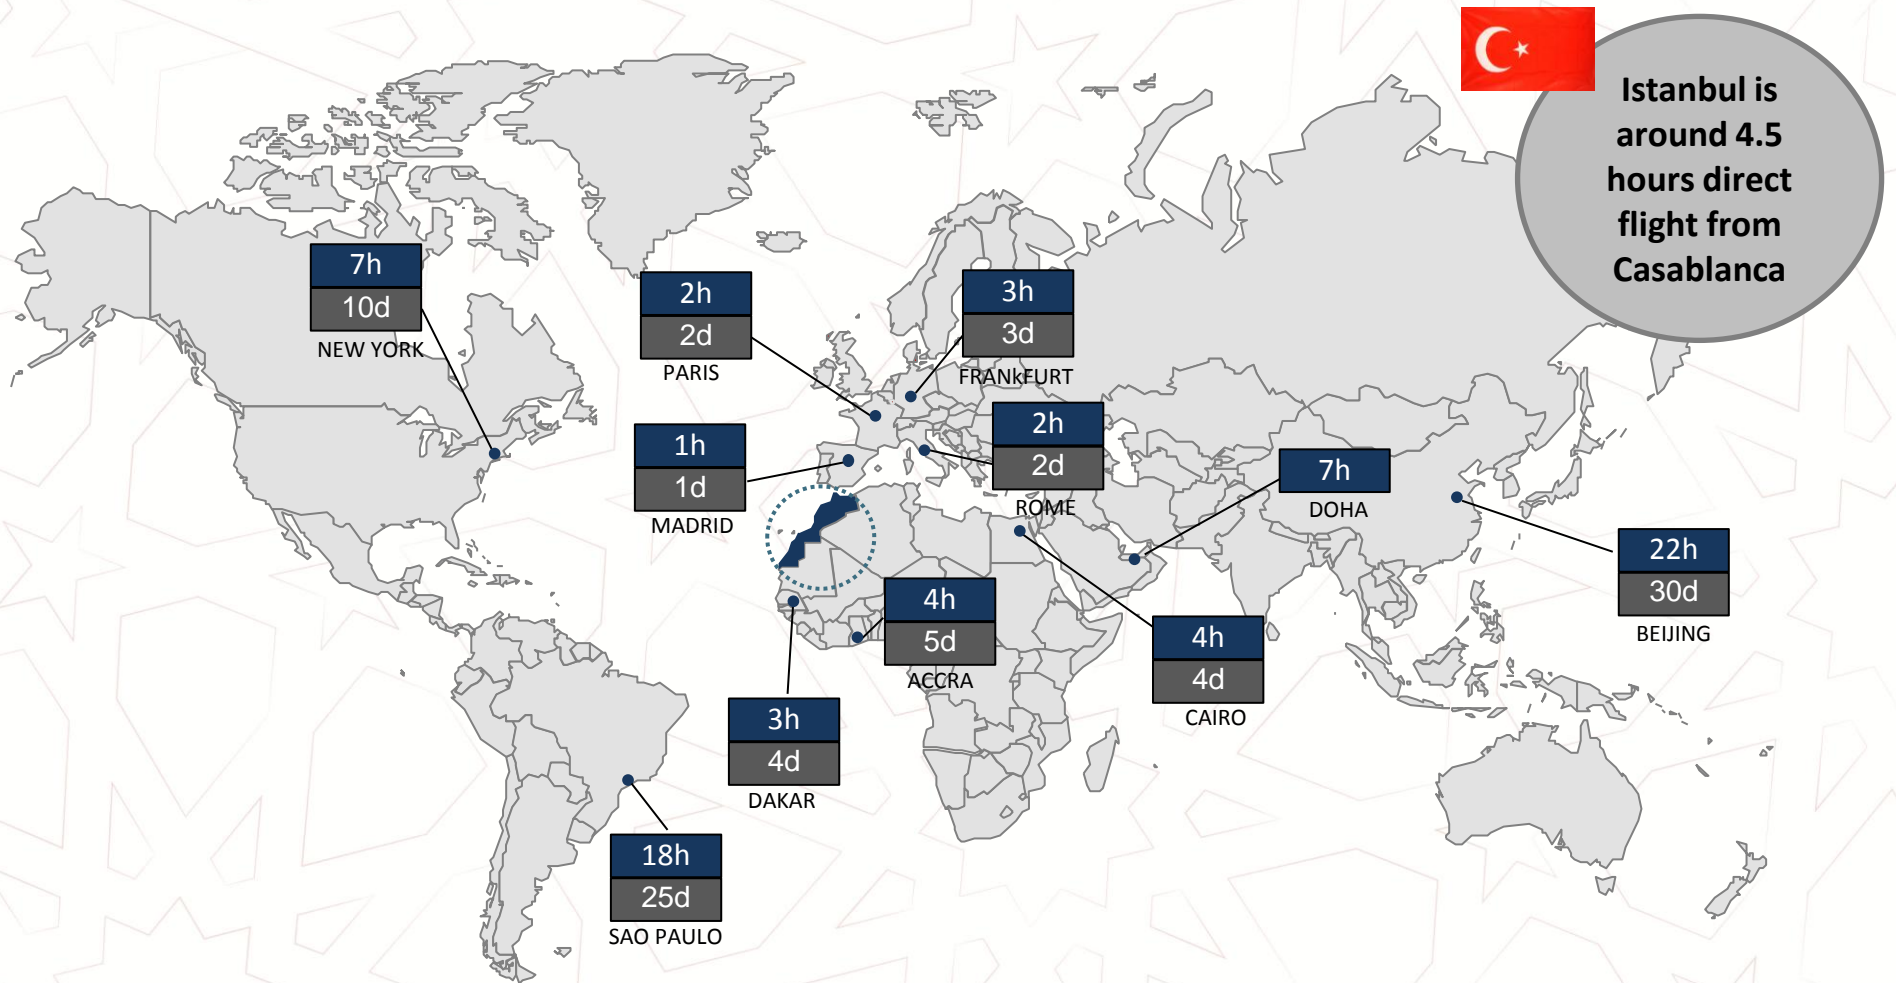 Istanbul is
around 4.5
hours direct
flight from
Casablanca
7h
10d
NEW YORK
2h
2d
PARIS
3h
3d
FRANkFURT
1h
1d
MADRID
2h
2d
ROME
7h
DOHA
22h
30d
BEIJING
4h
5d
ACCRA
4h
4d
CAIRO
3h
4d
DAKAR
18h
25d
SAO PAULO